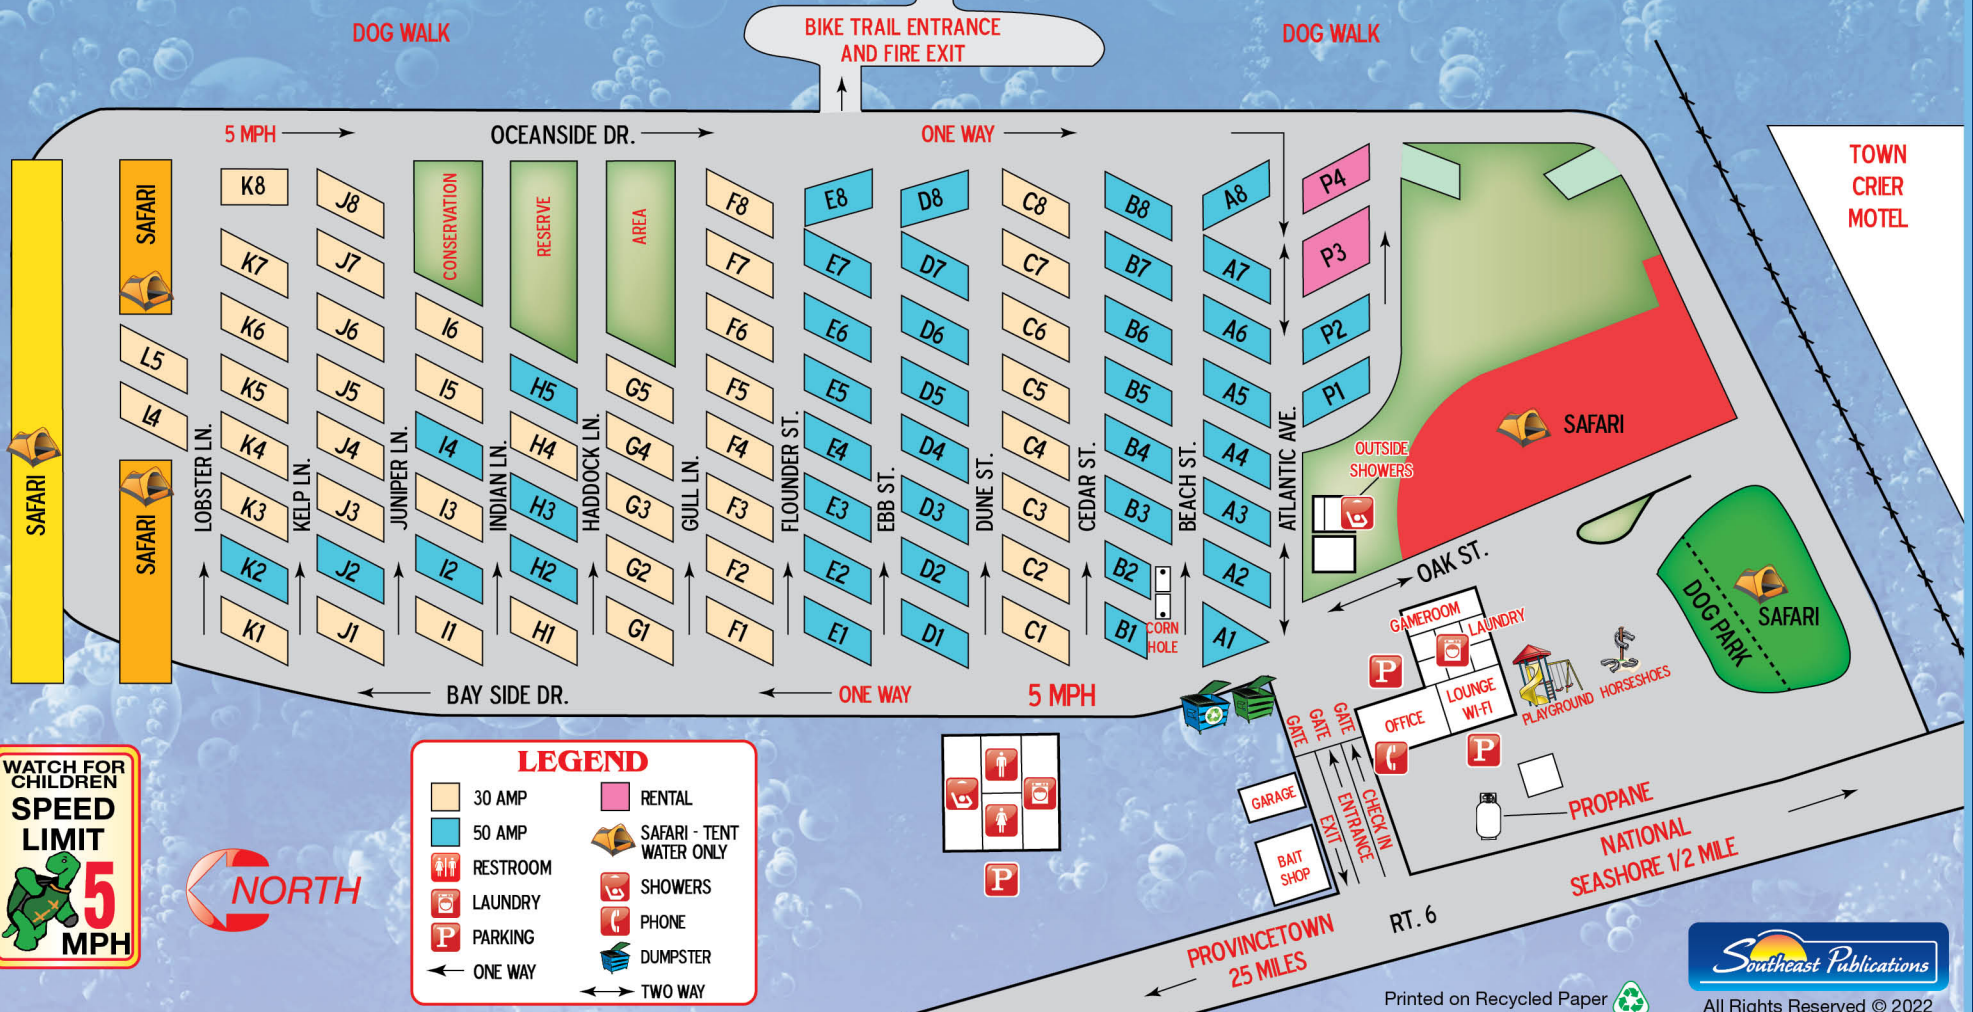 DOG WALK
BIKE TRAIL ENTRANCE
AND FIRE EXIT
DOG WALK
5 MPH
OCEANSIDE DR.
ONE WAY
TOWN
CRIER
MOTEL
SAFARI
SAFARI
SAFARI
L5
L4
LOBSTER LN.
K8
K7
K6
K5
K4
K3
K2
K1
KELP LN.
J8
J7
J6
J5
J4
J3
J2
J1
JUNIPER LN.
CONSERVATION
I6
I5
I4
I3
I2
I1
INDIAN LN.
RESERVE
H5
H4
H3
H2
H1
HADDOCK LN.
AREA
G5
G4
G3
G2
G1
GULL LN.
F8
F7
F6
F5
F4
F3
F2
F1
FLOUNDER ST.
E8
E7
E6
E5
E4
E3
E2
E1
EBB ST.
D8
D7
D6
D5
D4
D3
D2
D1
DUNE ST.
C8
C7
C6
C5
C4
C3
C2
C1
CEDAR ST.
B8
B7
B6
B5
B4
B3
B2
B1
CORN
HOLE
BEACH ST.
A8
A7
A6
A5
A4
A3
A2
A1
ATLANTIC AVE.
P4
P3
P2
P1
OUTSIDE
SHOWERS
SAFARI
OAK ST.
DOG PARK
SAFARI
GAMEROOM
LAUNDRY
P
LOUNGE
WI-FI
OFFICE
P
PLAYGROUND
HORSESHOES
BAY SIDE DR.
ONE WAY
5 MPH
GATE
GATE
GATE
GARAGE
BAIT
SHOP
EXIT
ENTRANCE
CHECK IN
PROPANE
NATIONAL
SEASHORE 1/2 MILE
RT. 6
PROVINCETOWN
25 MILES
P
WATCH FOR
CHILDREN
SPEED
LIMIT
5
MPH
NORTH
LEGEND
30 AMP
50 AMP
RESTROOM
LAUNDRY
P PARKING
ONE WAY
RENTAL
SAFARI - TENT
WATER ONLY
SHOWERS
PHONE
DUMPSTER
TWO WAY
Southeast Publications
Printed on Recycled Paper
All Rights Reserved © 2022